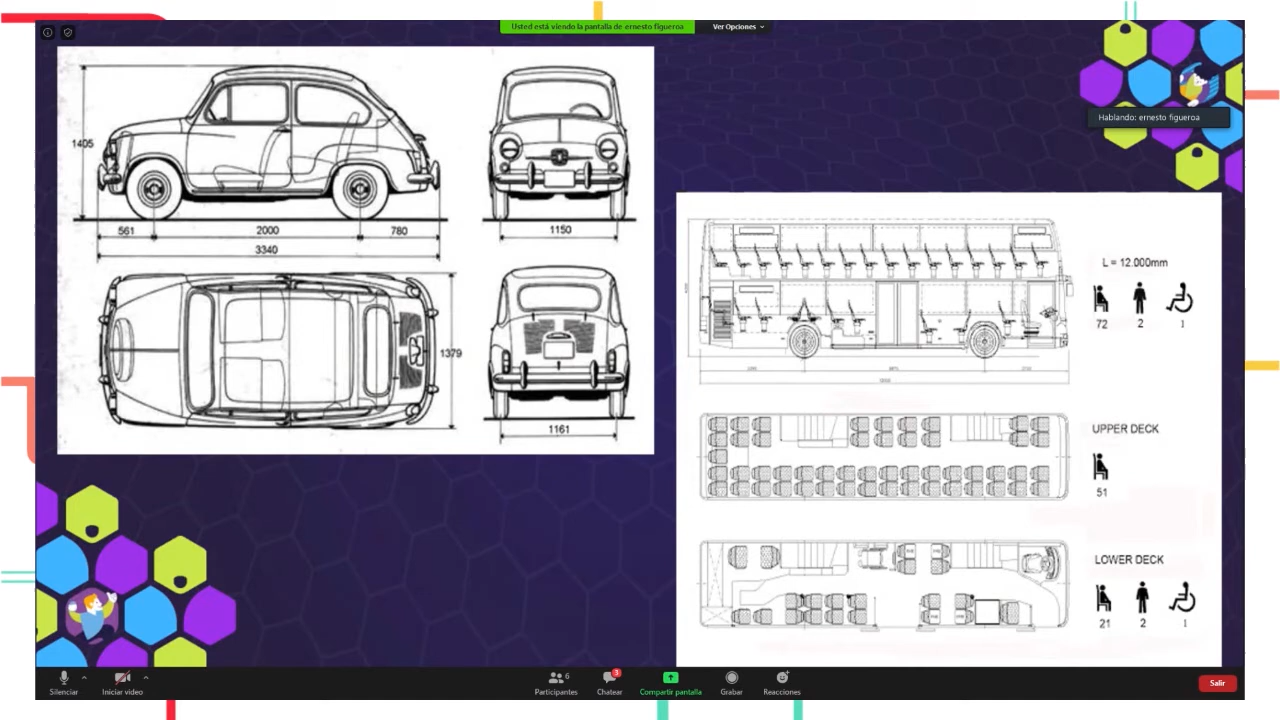 Usted está viendo la pantalla de ernesto figueroa
Ver Opciones
Hablando: ernesto figueroa
1405
561
2000
780
3340
1150
1379
1161
L = 12.000mm
72
2
1
UPPER DECK
51
LOWER DECK
21
2
1
Silenciar
Iniciar video
Participantes
6
Chatear
3
Compartir pantalla
Grabar
Reacciones
Salir